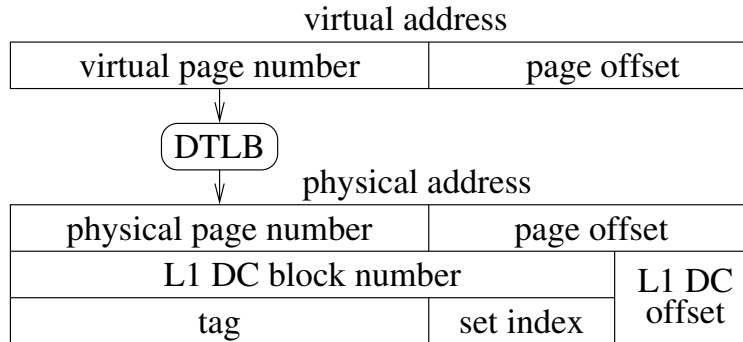 virtual address
virtual page number page offset
DTLB
physical address
physical page number page offset
L1 DC block number
L1 DC offset
tag set index